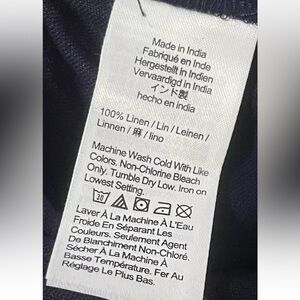 Made in India
Fabriqué en Inde
Hergestellt in Indien
Vervaardigd in India
インド製
hecho en india
100% Linen / Lin / Leinen /
Linnen / 麻 / lino
Machine Wash Cold With Like
Colors. Non-Chlorine Bleach
Only. Tumble Dry Low. Iron on
Lowest Setting.
30
Laver À La Machine À L'Eau
Froide En Séparant Les
Couleurs. Seulement Agent
De Blanchiment Non-Chloré.
Sécher À La Machine À
Basse Température. Fer Au
Réglage Le Plus Bas.